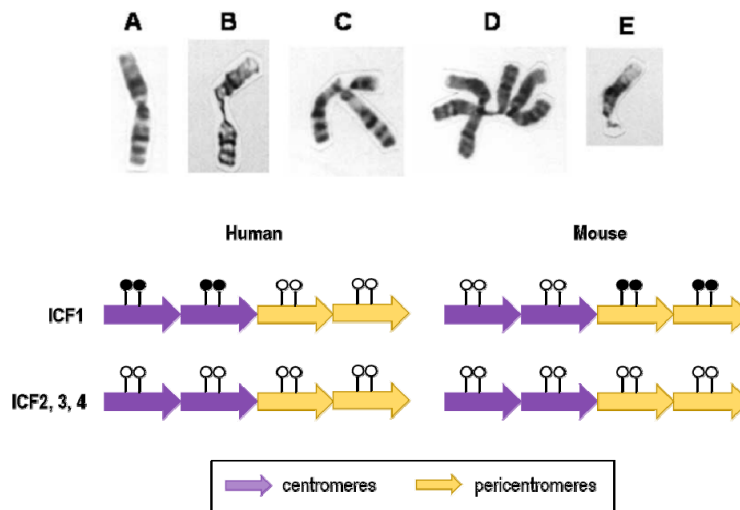 A B C D E
Human Mouse
ICF1
ICF2, 3, 4
centromeres pericentromeres